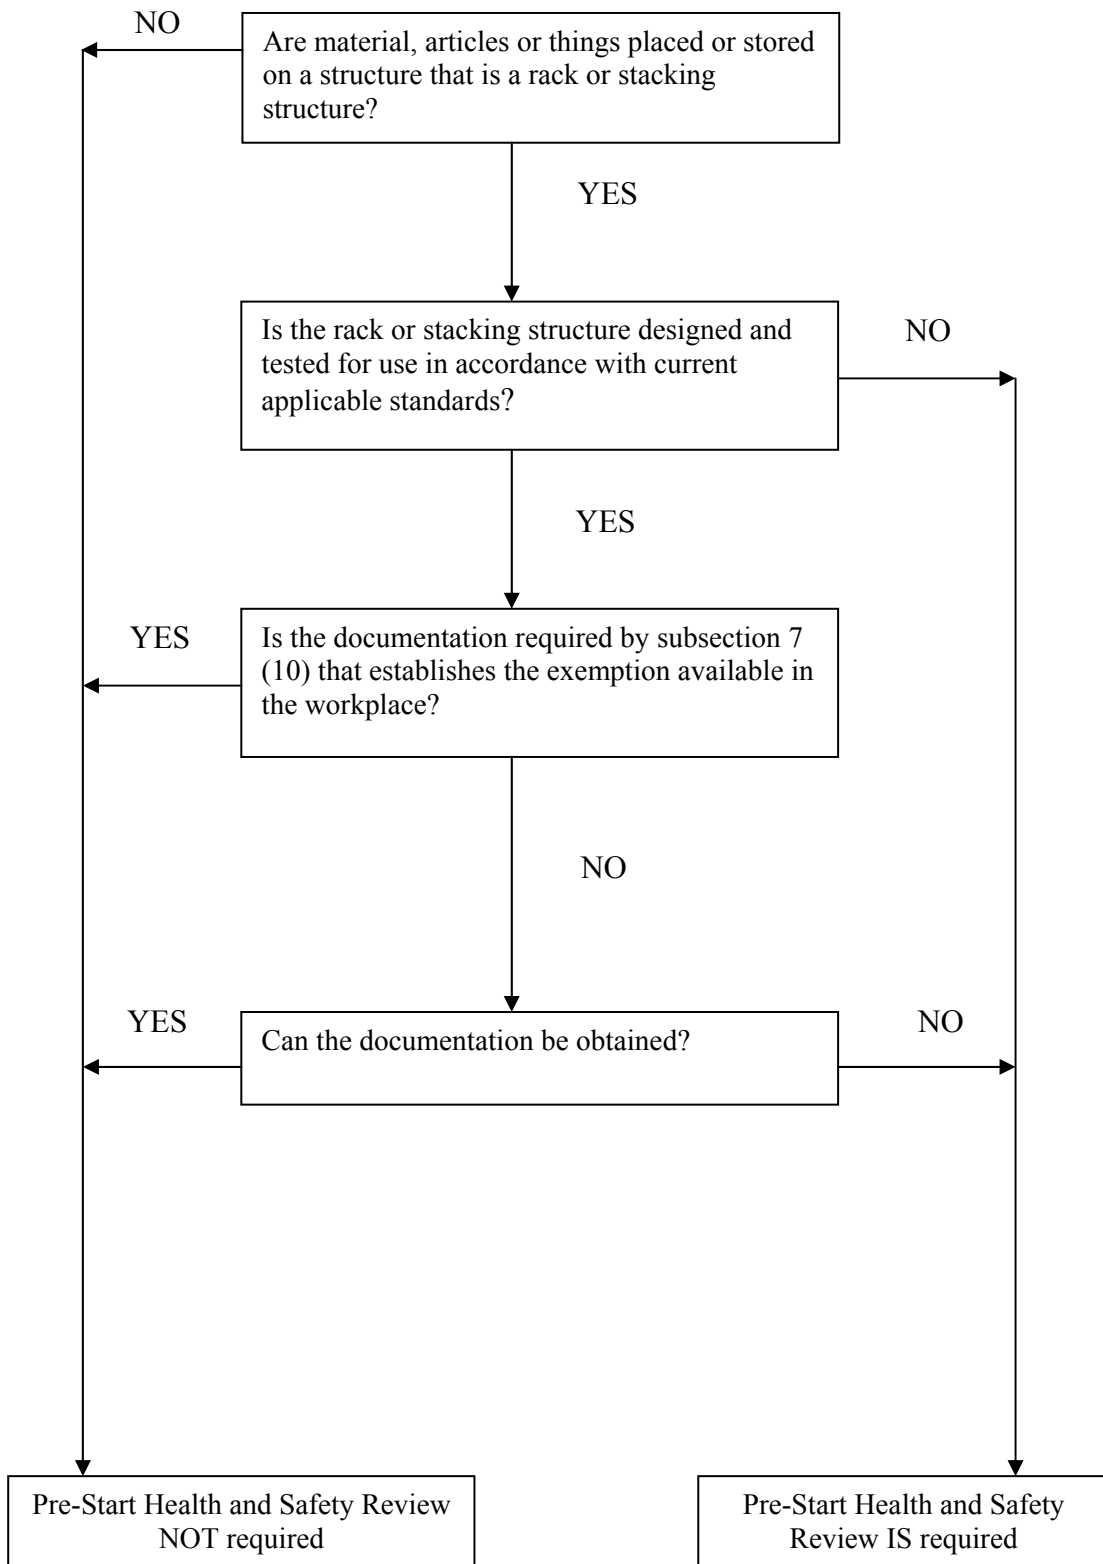 NO
Are material, articles or things placed or stored
on a structure that is a rack or stacking
structure?
YES
Is the rack or stacking structure designed and
tested for use in accordance with current
applicable standards?
NO
YES
YES
Is the documentation required by subsection 7
(10) that establishes the exemption available in
the workplace?
NO
YES
Can the documentation be obtained?
NO
Pre-Start Health and Safety Review
NOT required
Pre-Start Health and Safety
Review IS required